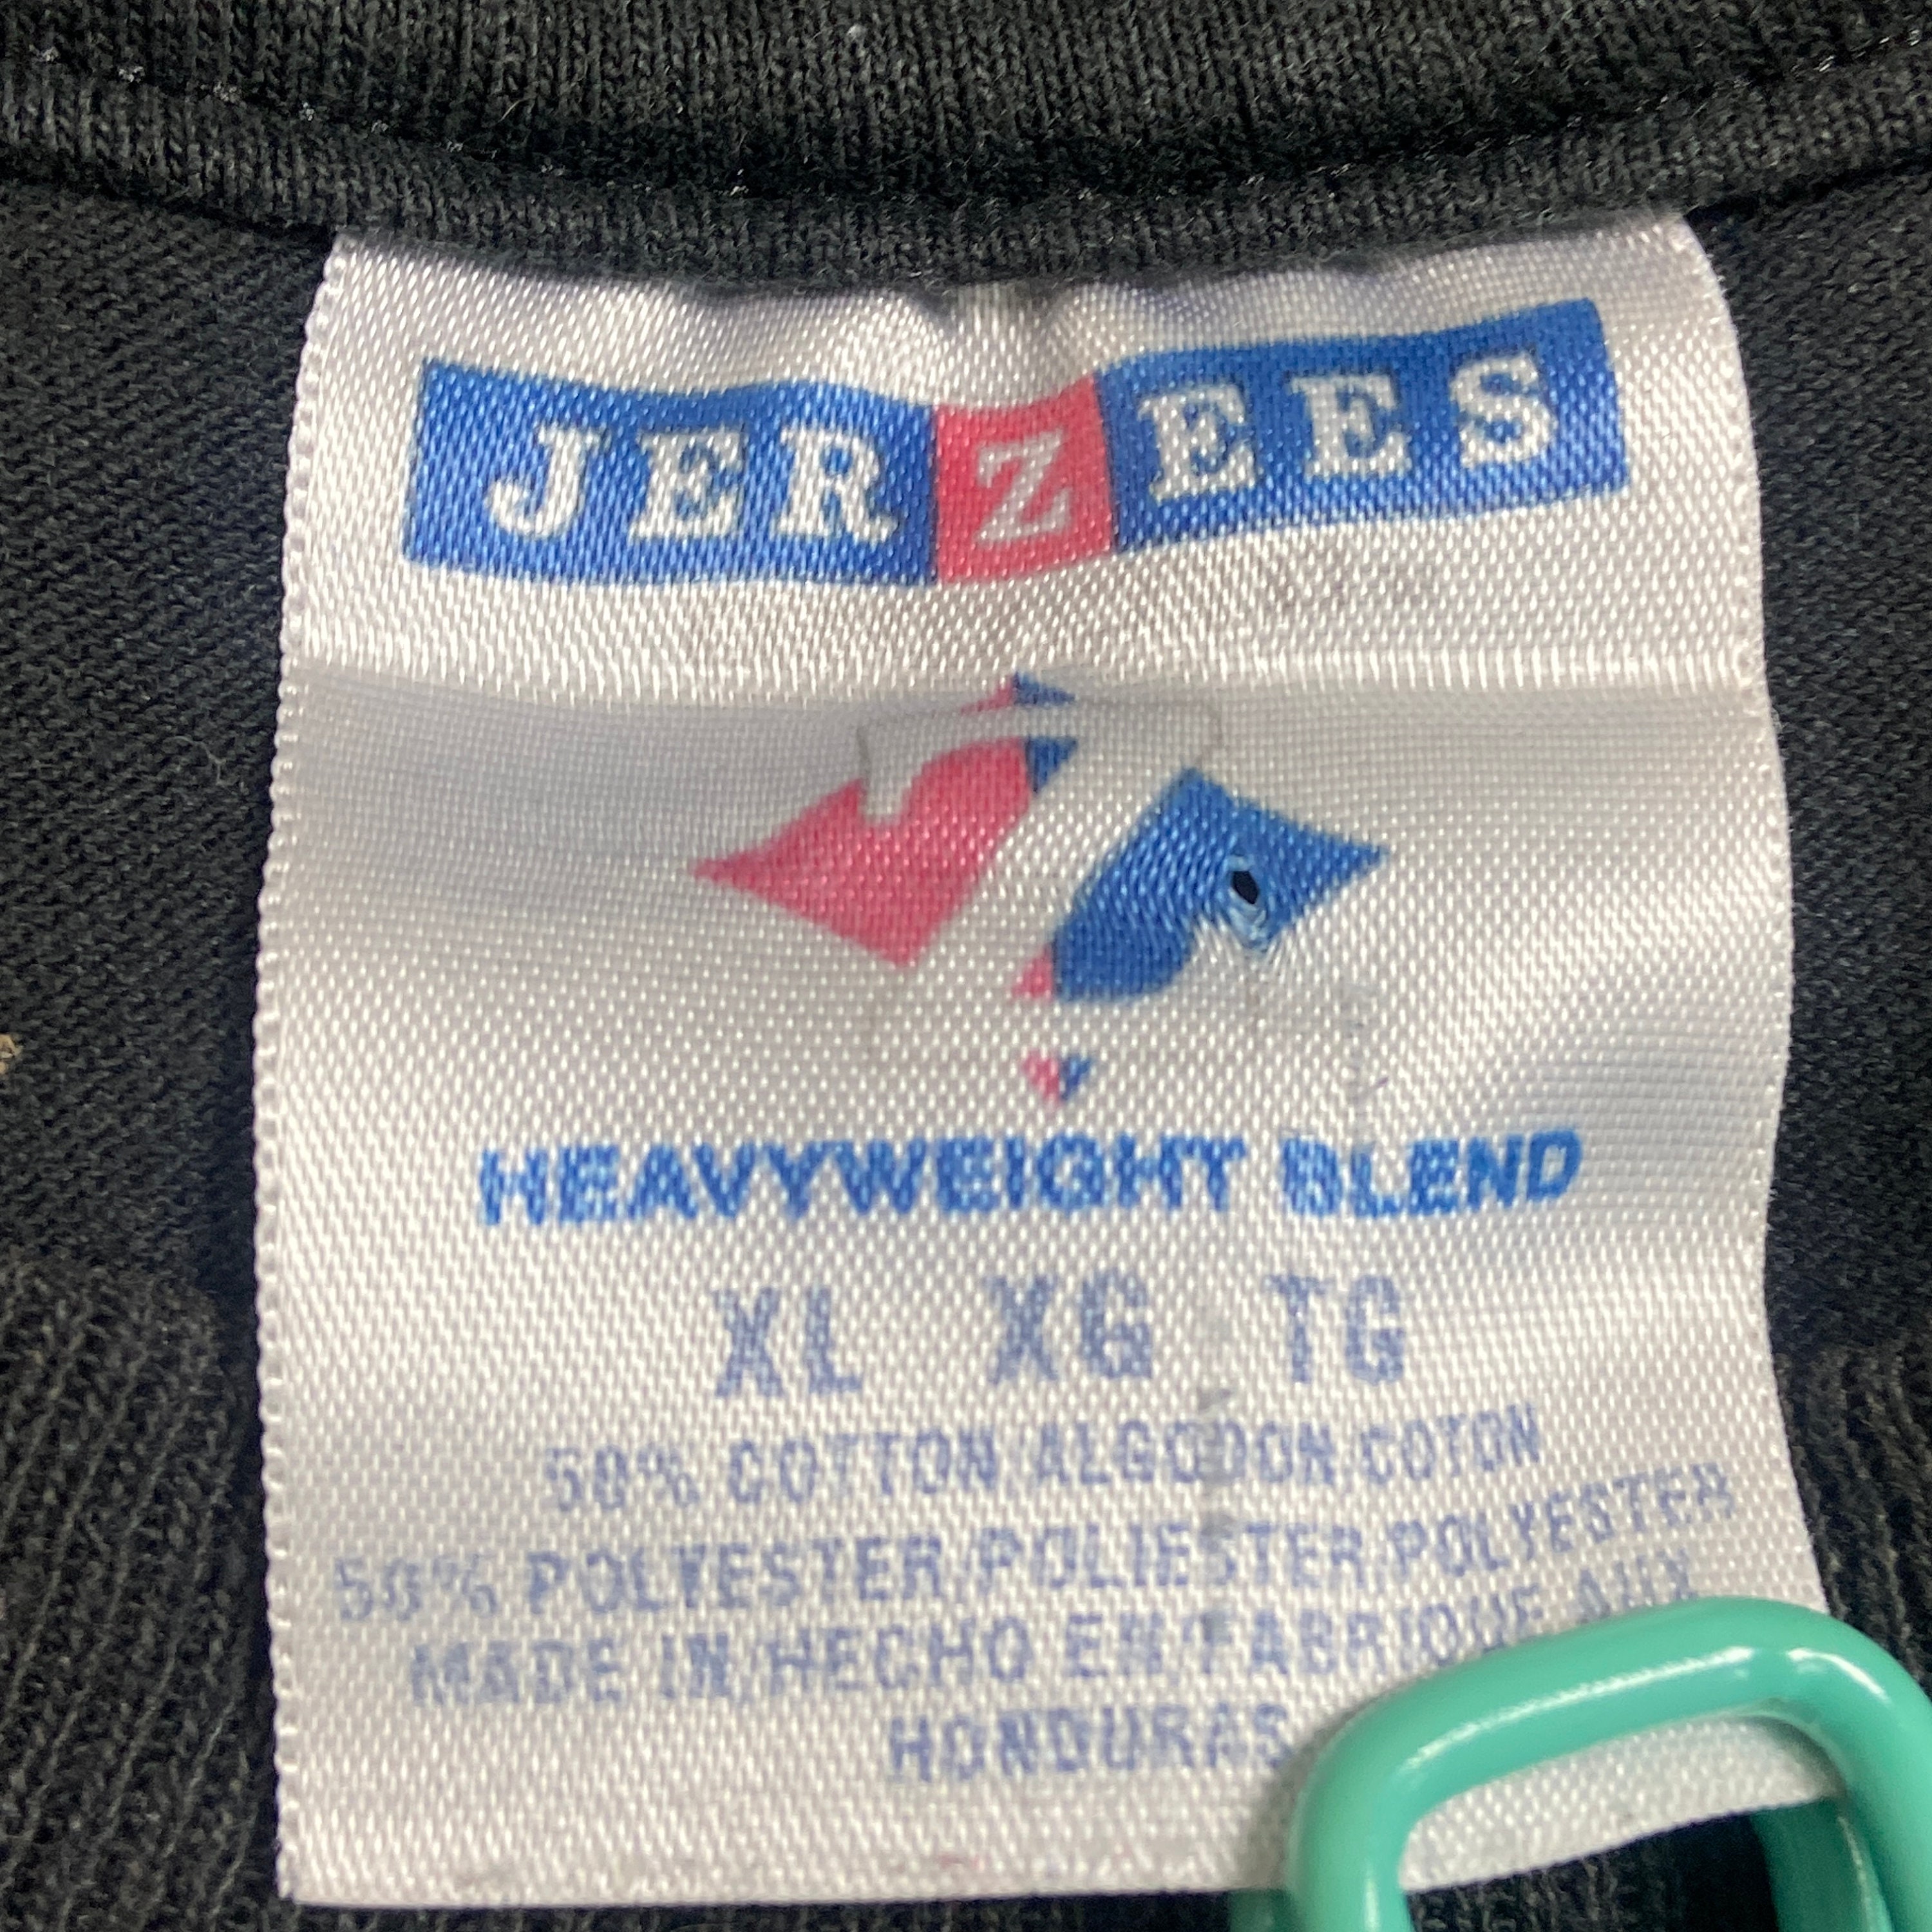 JERZEES
HEAVYWEIGHT BLEND
XL XG TG
50% COTTON/ALGODON/COTON
50% POLYESTER/POLIESTER/POLYESTER
MADE IN/HECHO EN/FABRIQUE AUX
HONDURAS